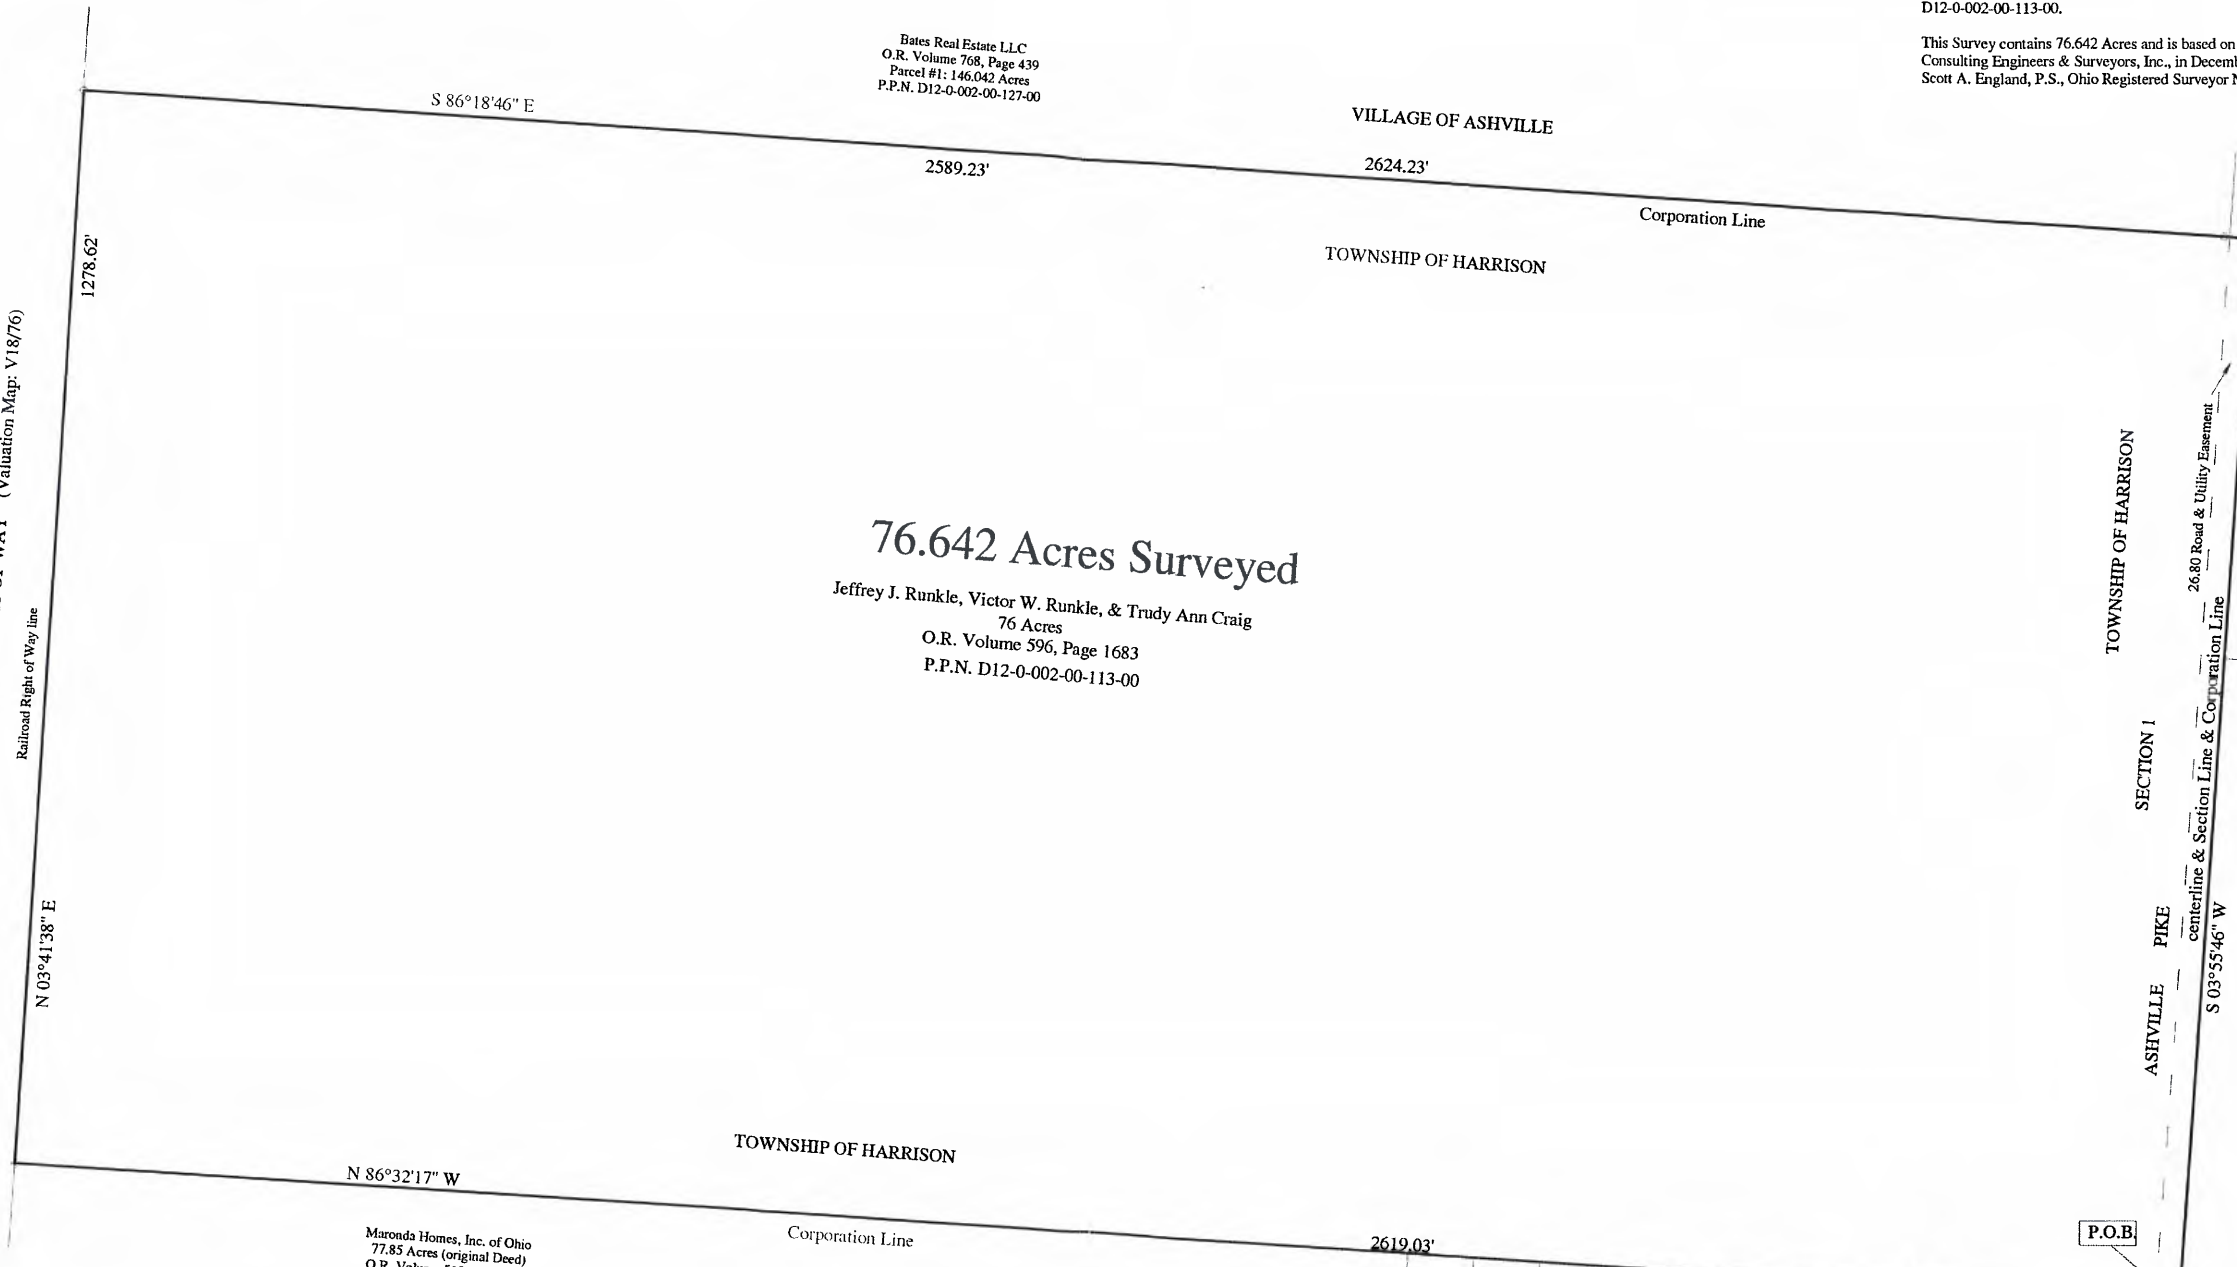 D12-0-002-00-113-00.
This Survey contains 76.642 Acres and is based on
Consulting Engineers & Surveyors, Inc., in
Scott A. England, P.S., Ohio Registered Surveyor
Bates Real Estate LLC
O.R. Volume 768, Page 439
Parcel #1: 146.042 Acres
P.P.N. D12-0-002-00-127-00
S 86°18'46" E
VILLAGE OF ASHVILLE
2589.23'
2624.23'
Corporation Line
TOWNSHIP OF HARRISON
1278.62'
(Valuation Map: V18/76)
Railroad Right of Way line
N 03°41'38" E
76.642 Acres Surveyed
Jeffrey J. Runkle, Victor W. Runkle, & Trudy Ann Craig
76 Acres
O.R. Volume 596, Page 1683
P.P.N. D12-0-002-00-113-00
TOWNSHIP OF HARRISON
26.80 Road & Utility Easement
SECTION 1
centerline & Section Line & Corporation Line
ASHVILLE PIKE
S 03°55'46" W
TOWNSHIP OF HARRISON
N 86°32'17" W
Corporation Line
2619.03'
P.O.B.
Maronda Homes, Inc. of Ohio
77.85 Acres (original Deed)